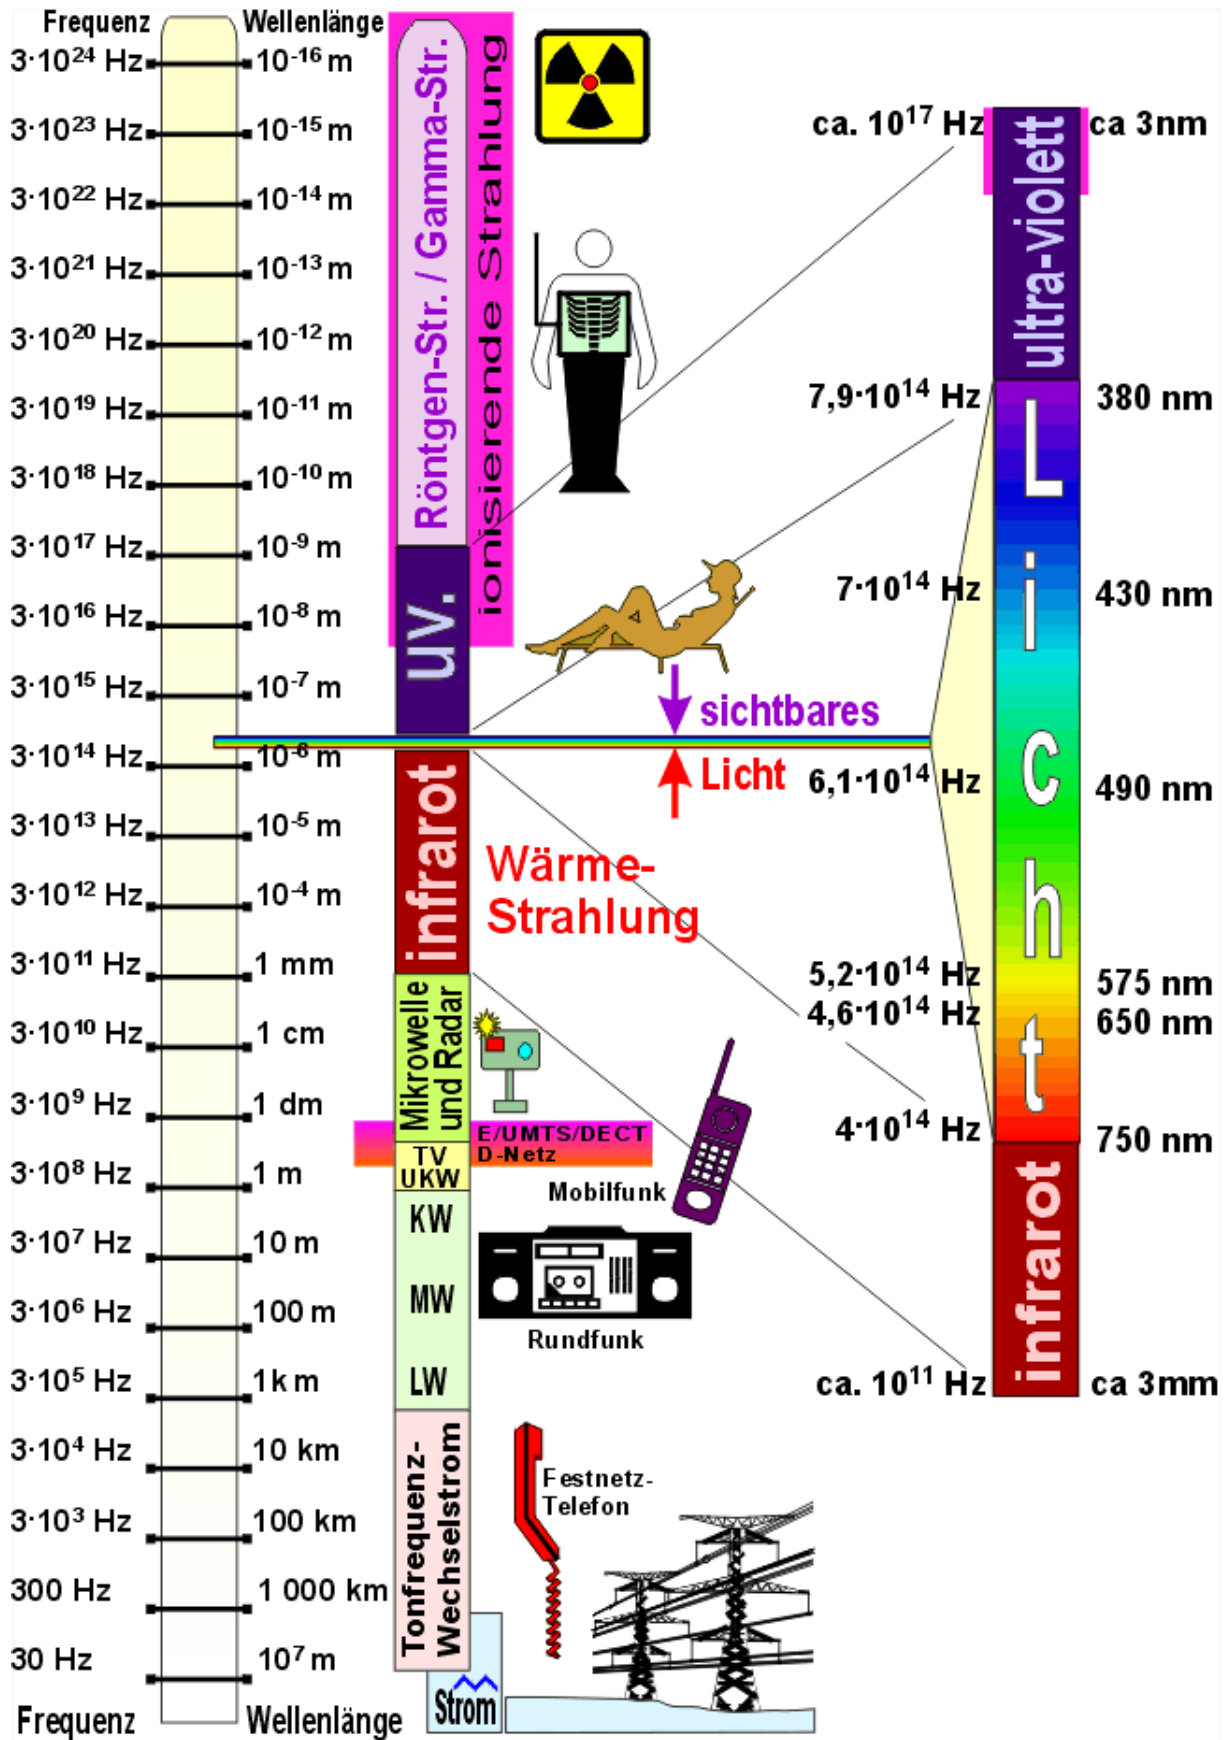 Frequenz Wellenlänge
3·10²⁴ Hz 10⁻¹⁶ m
3·10²³ Hz 10⁻¹⁵ m
3·10²² Hz 10⁻¹⁴ m
3·10²¹ Hz 10⁻¹³ m
3·10²⁰ Hz 10⁻¹² m
3·10¹⁹ Hz 10⁻¹¹ m
3·10¹⁸ Hz 10⁻¹⁰ m
3·10¹⁷ Hz 10⁻⁹ m
3·10¹⁶ Hz 10⁻⁸ m
3·10¹⁵ Hz 10⁻⁷ m
3·10¹⁴ Hz 10⁻⁶ m
3·10¹³ Hz 10⁻⁵ m
3·10¹² Hz 10⁻⁴ m
3·10¹¹ Hz 1 mm
3·10¹⁰ Hz 1 cm
3·10⁹ Hz 1 dm
3·10⁸ Hz 1 m
3·10⁷ Hz 10 m
3·10⁶ Hz 100 m
3·10⁵ Hz 1k m
3·10⁴ Hz 10 km
3·10³ Hz 100 km
300 Hz 1 000 km
30 Hz 10⁷ m
Frequenz Wellenlänge
Röntgen-Str. / Gamma-Str.
ionisierende Strahlung
uv.
infrarot
Mikrowelle
und Radar
TV
UKW
KW
MW
LW
Tonfrequenz-
Wechselstrom
Strom
sichtbares
Licht
Wärme-
Strahlung
E/UMTS/DECT
D-Netz
Mobilfunk
Rundfunk
Festnetz-
Telefon
ca. 10¹⁷ Hz ca 3nm
ultra-violett
7,9·10¹⁴ Hz 380 nm
Licht
7·10¹⁴ Hz 430 nm
6,1·10¹⁴ Hz 490 nm
5,2·10¹⁴ Hz 575 nm
4,6·10¹⁴ Hz 650 nm
4·10¹⁴ Hz 750 nm
infrarot
ca. 10¹¹ Hz ca 3mm